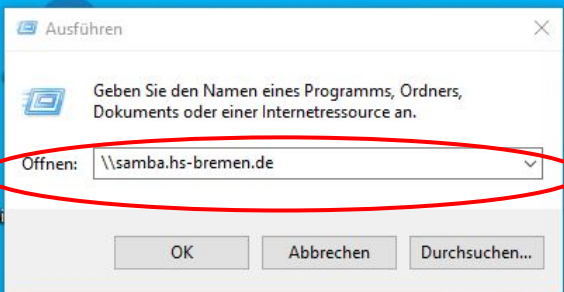 Ausführen
Geben Sie den Namen eines Programms, Ordners,
Dokuments oder einer Internetressource an.
Öffnen: \\samba.hs-bremen.de
OK Abbrechen Durchsuchen...